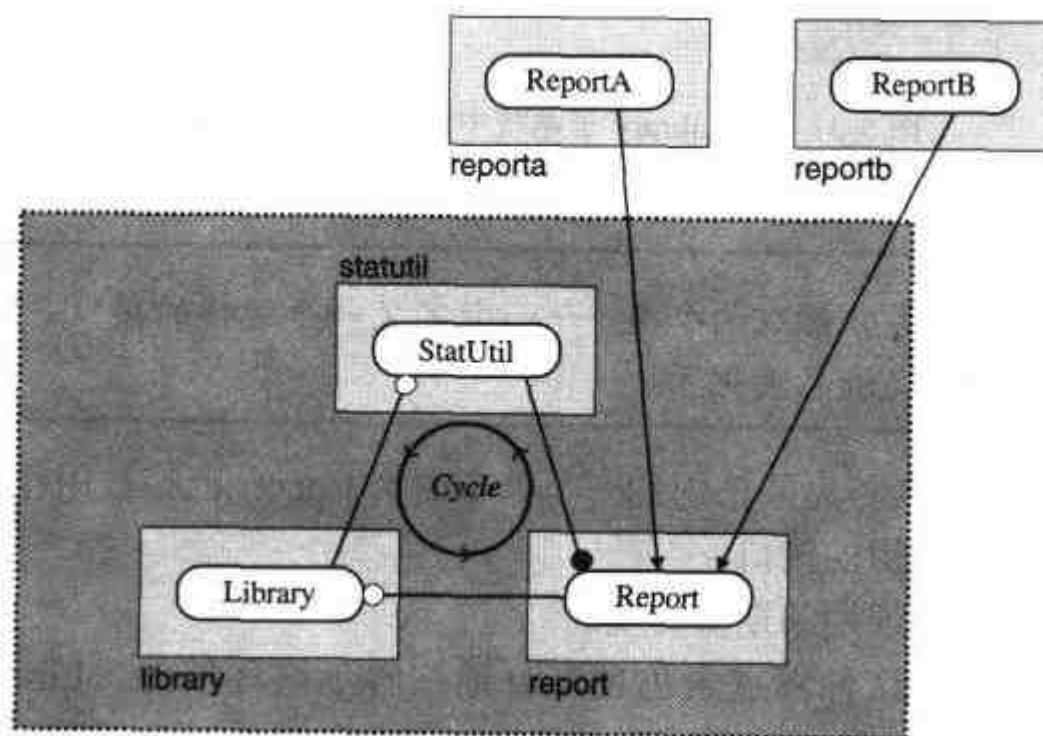 ReportA
ReportB
reporta
reportb
statutil
StatUtil
Cycle
Library
Report
library
report